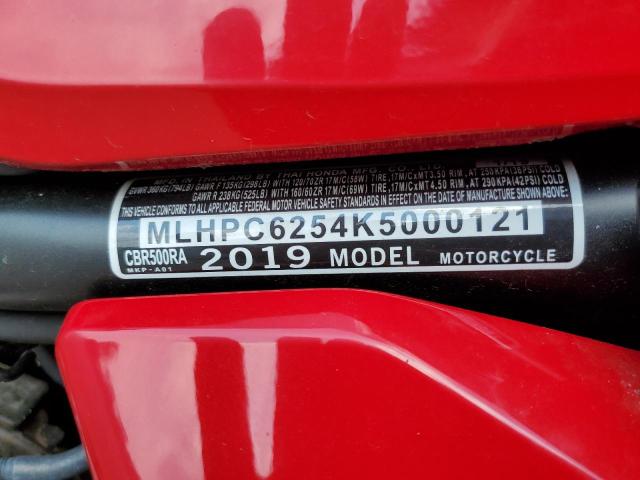 MFG. IN THAILAND BY THAI HONDA MFG. CO., LTD.
GVWR 360KG(794LB) GAWR F 135KG(298LB) WITH 120/70ZR 17M/C(58W) TIRE, 17M/CxMT3.50 RIM, AT 250KPA(36PSI) COLD
GAWR R 238KG(525LB) WITH 160/60ZR 17M/C(69W) TIRE, 17M/CxMT4.50 RIM, AT 290KPA(42PSI) COLD
THIS VEHICLE CONFORMS TO ALL APPLICABLE FEDERAL MOTOR VEHICLE SAFETY STANDARDS IN EFFECT ON THE DATE OF MANUFACTURE SHOWN ABOVE.
MLHPC6254K5000121
CBR500RA 2019 MODEL MOTORCYCLE
MKP-A01